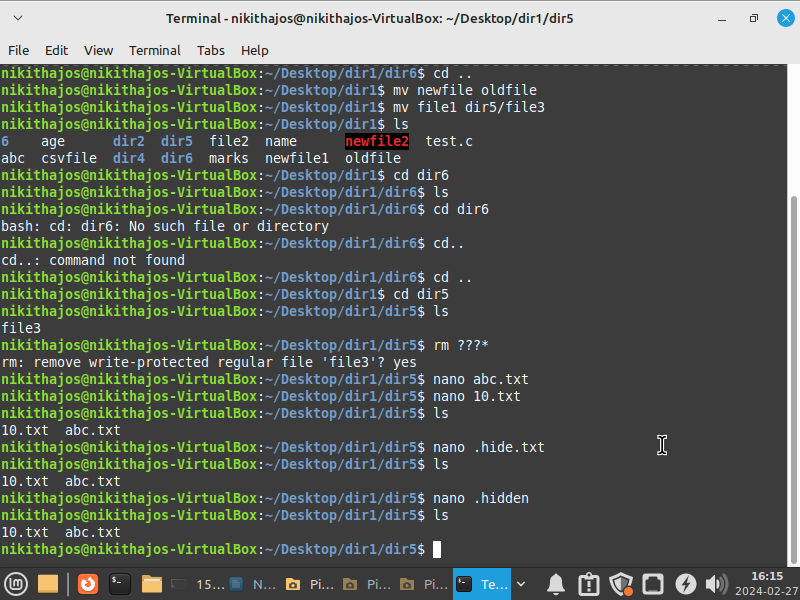 Terminal - nikithajos@nikithajos-VirtualBox: ~/Desktop/dir1/dir5
File Edit View Terminal Tabs Help
nikithajos@nikithajos-VirtualBox:~/Desktop/dir1/dir6$ cd ..
nikithajos@nikithajos-VirtualBox:~/Desktop/dir1$ mv newfile oldfile
nikithajos@nikithajos-VirtualBox:~/Desktop/dir1$ mv file1 dir5/file3
nikithajos@nikithajos-VirtualBox:~/Desktop/dir1$ ls
6    age      dir2  dir5  file2  name      newfile2  test.c
abc  csvfile  dir4  dir6  marks  newfile1  oldfile
nikithajos@nikithajos-VirtualBox:~/Desktop/dir1$ cd dir6
nikithajos@nikithajos-VirtualBox:~/Desktop/dir1/dir6$ ls
nikithajos@nikithajos-VirtualBox:~/Desktop/dir1/dir6$ cd dir6
bash: cd: dir6: No such file or directory
nikithajos@nikithajos-VirtualBox:~/Desktop/dir1/dir6$ cd..
cd..: command not found
nikithajos@nikithajos-VirtualBox:~/Desktop/dir1/dir6$ cd ..
nikithajos@nikithajos-VirtualBox:~/Desktop/dir1$ cd dir5
nikithajos@nikithajos-VirtualBox:~/Desktop/dir1/dir5$ ls
file3
nikithajos@nikithajos-VirtualBox:~/Desktop/dir1/dir5$ rm ???*
rm: remove write-protected regular file 'file3'? yes
nikithajos@nikithajos-VirtualBox:~/Desktop/dir1/dir5$ nano abc.txt
nikithajos@nikithajos-VirtualBox:~/Desktop/dir1/dir5$ nano 10.txt
nikithajos@nikithajos-VirtualBox:~/Desktop/dir1/dir5$ ls
10.txt  abc.txt
nikithajos@nikithajos-VirtualBox:~/Desktop/dir1/dir5$ nano .hide.txt
nikithajos@nikithajos-VirtualBox:~/Desktop/dir1/dir5$ ls
10.txt  abc.txt
nikithajos@nikithajos-VirtualBox:~/Desktop/dir1/dir5$ nano .hidden
nikithajos@nikithajos-VirtualBox:~/Desktop/dir1/dir5$ ls
10.txt  abc.txt
nikithajos@nikithajos-VirtualBox:~/Desktop/dir1/dir5$
15... N... Pi... Pi... Pi... Te... 16:15
2024-02-27